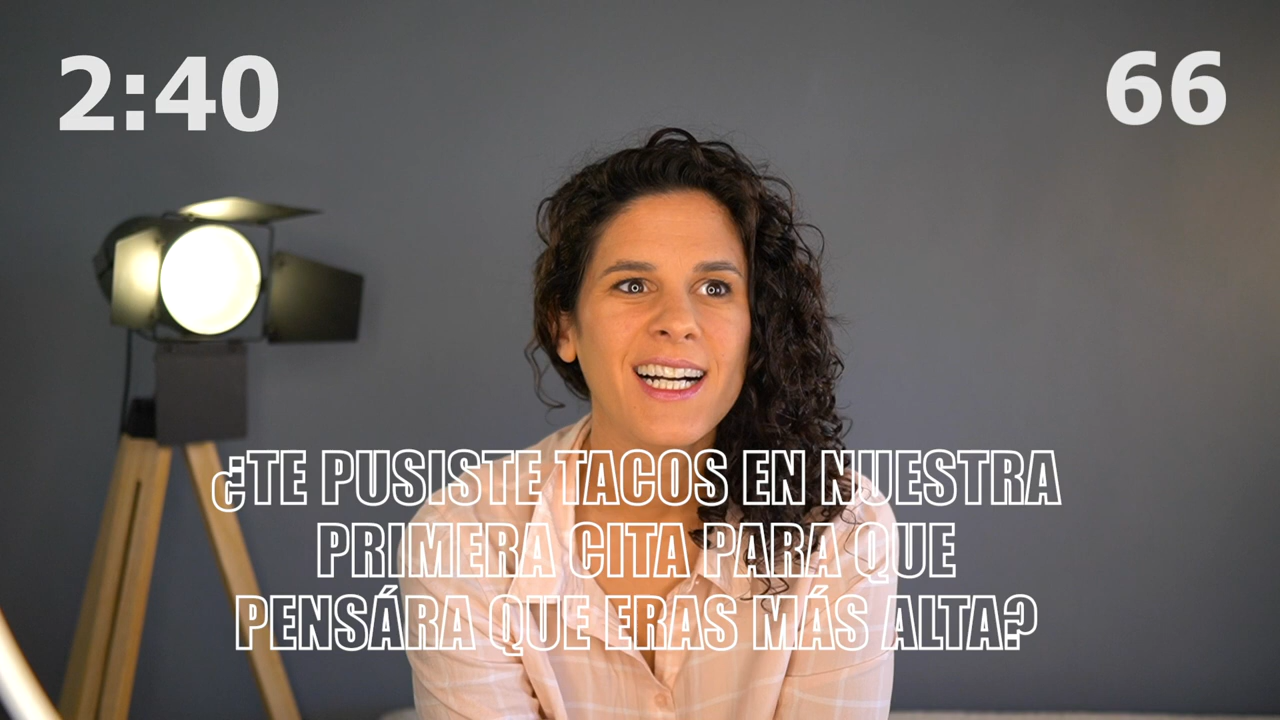 2:40
66
¿TE PUSISTE TACOS EN NUESTRA
PRIMERA CITA PARA QUE
PENSÁRA QUE ERAS MÁS ALTA?